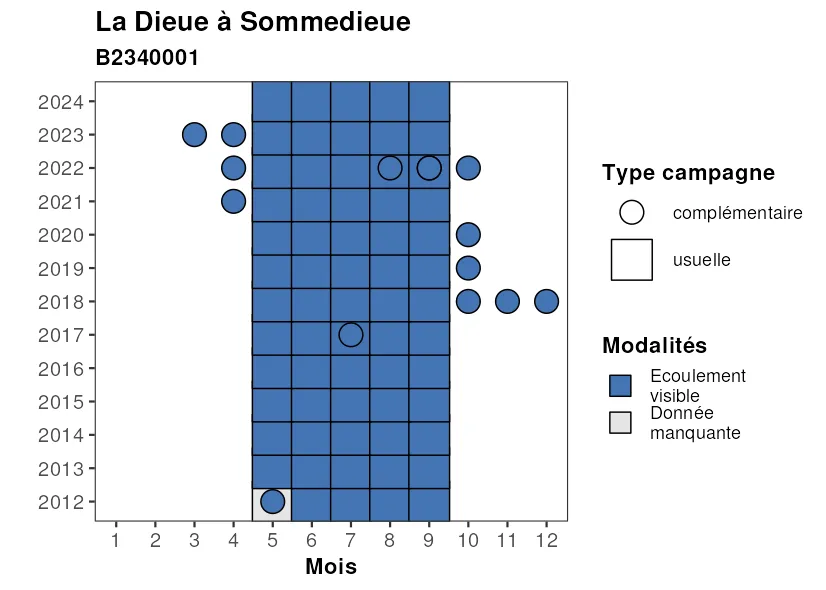 La Dieue à Sommedieue
B2340001
2024
2023
2022
2021
2020
2019
2018
2017
2016
2015
2014
2013
2012
1 2 3 4 5 6 7 8 9 10 11 12
Mois
Type campagne
complémentaire
usuelle
Modalités
Ecoulement
visible
Donnée
manquante